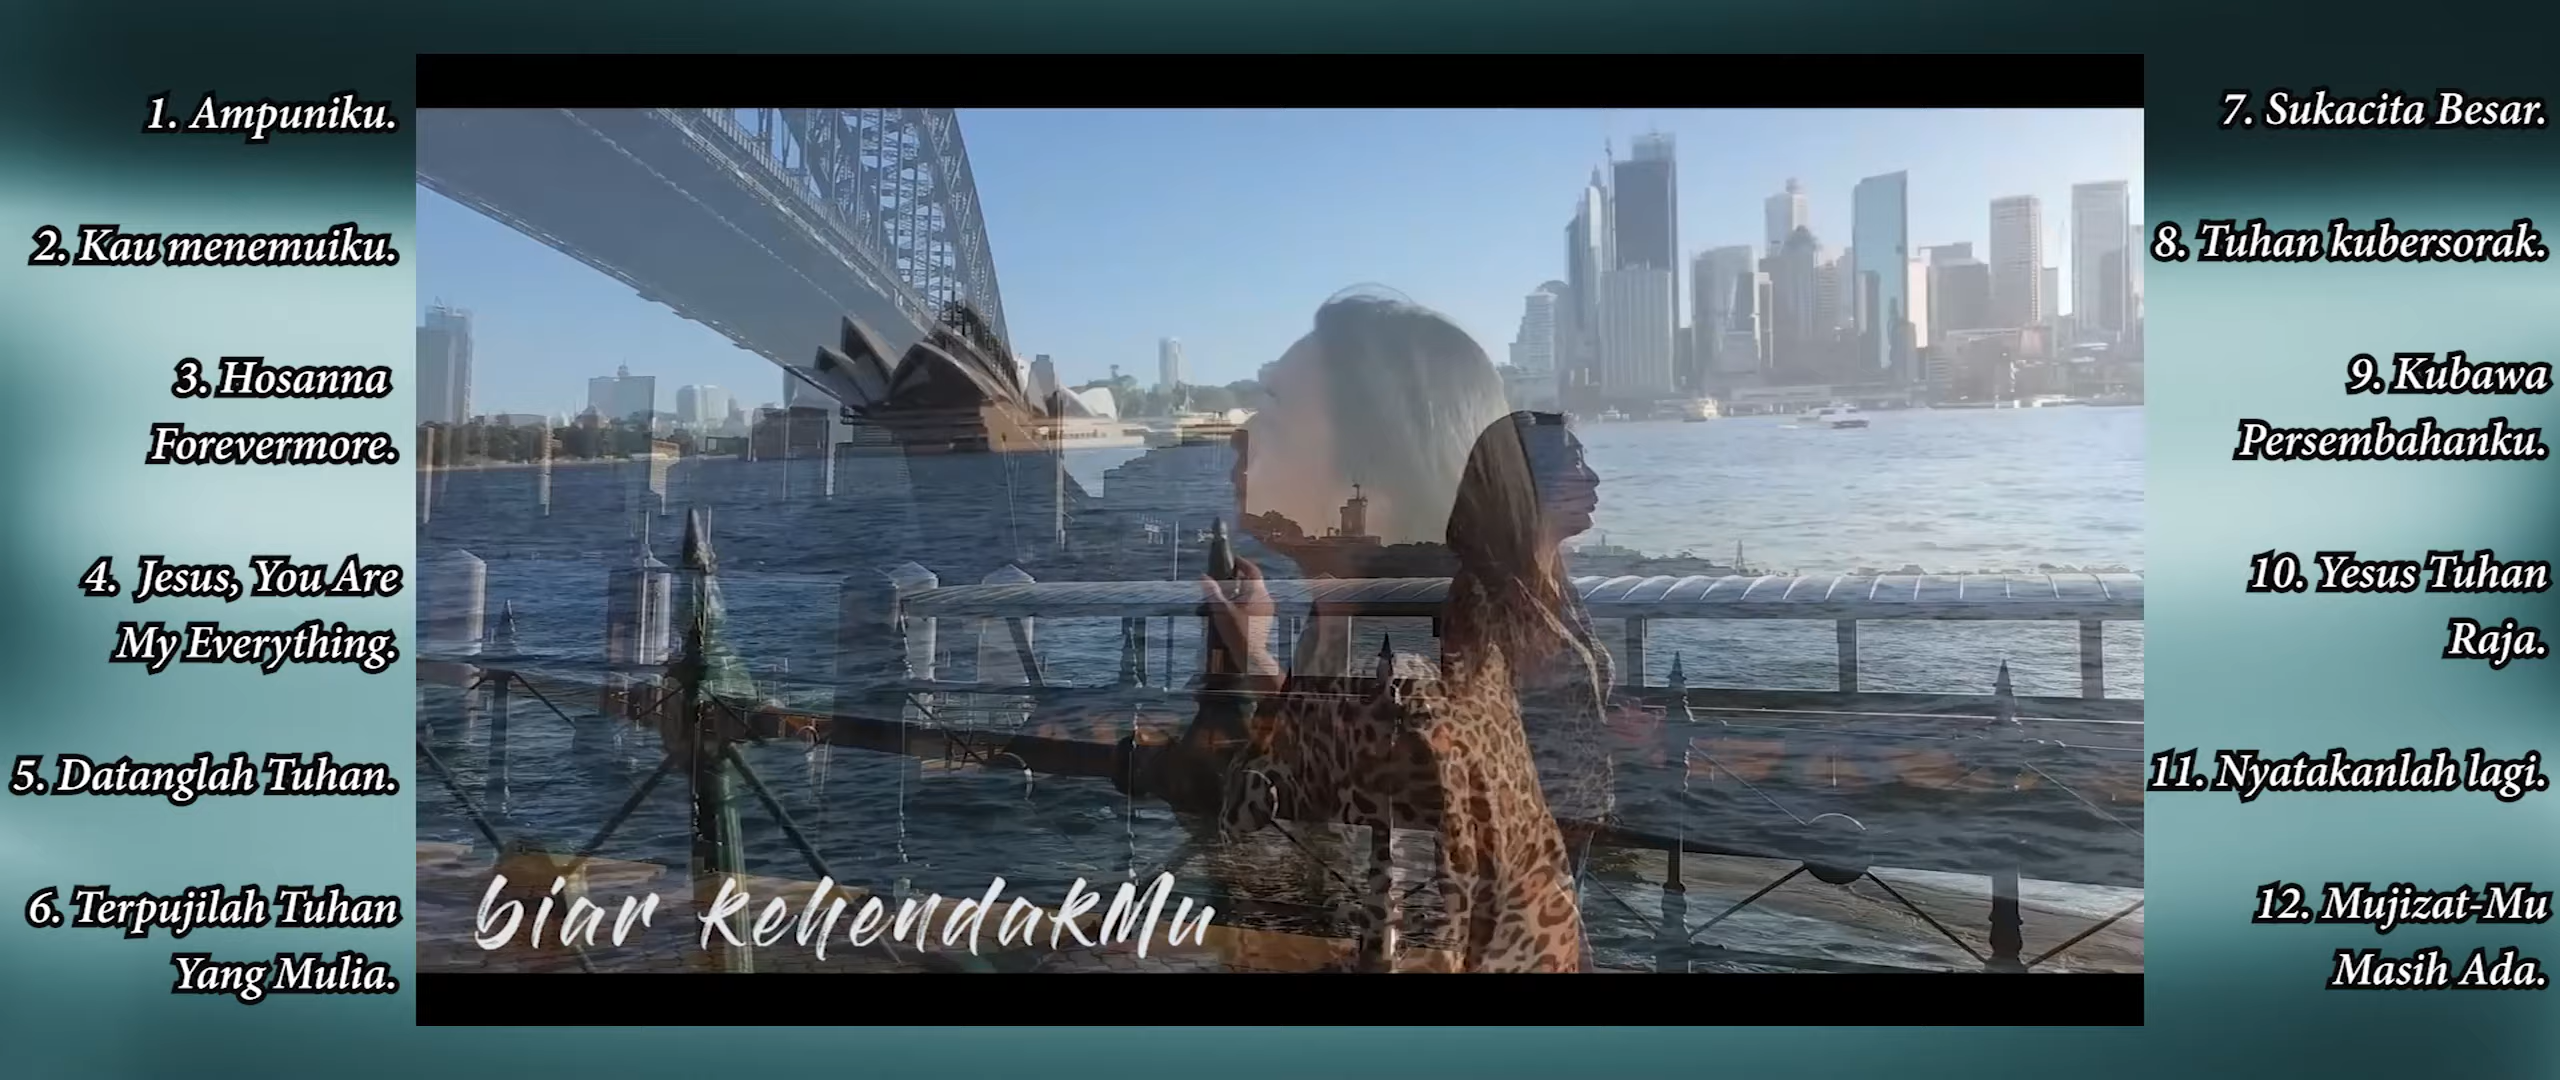 1. Ampuniku.
2. Kau menemuiku.
3. Hosanna
Forevermore.
4. Jesus, You Are
My Everything.
5. Datanglah Tuhan.
6. Terpujilah Tuhan
Yang Mulia.
biar kehendakMu
7. Sukacita Besar.
8. Tuhan kubersorak.
9. Kubawa
Persembahanku.
10. Yesus Tuhan
Raja.
11. Nyatakanlah lagi.
12. Mujizat-Mu
Masih Ada.